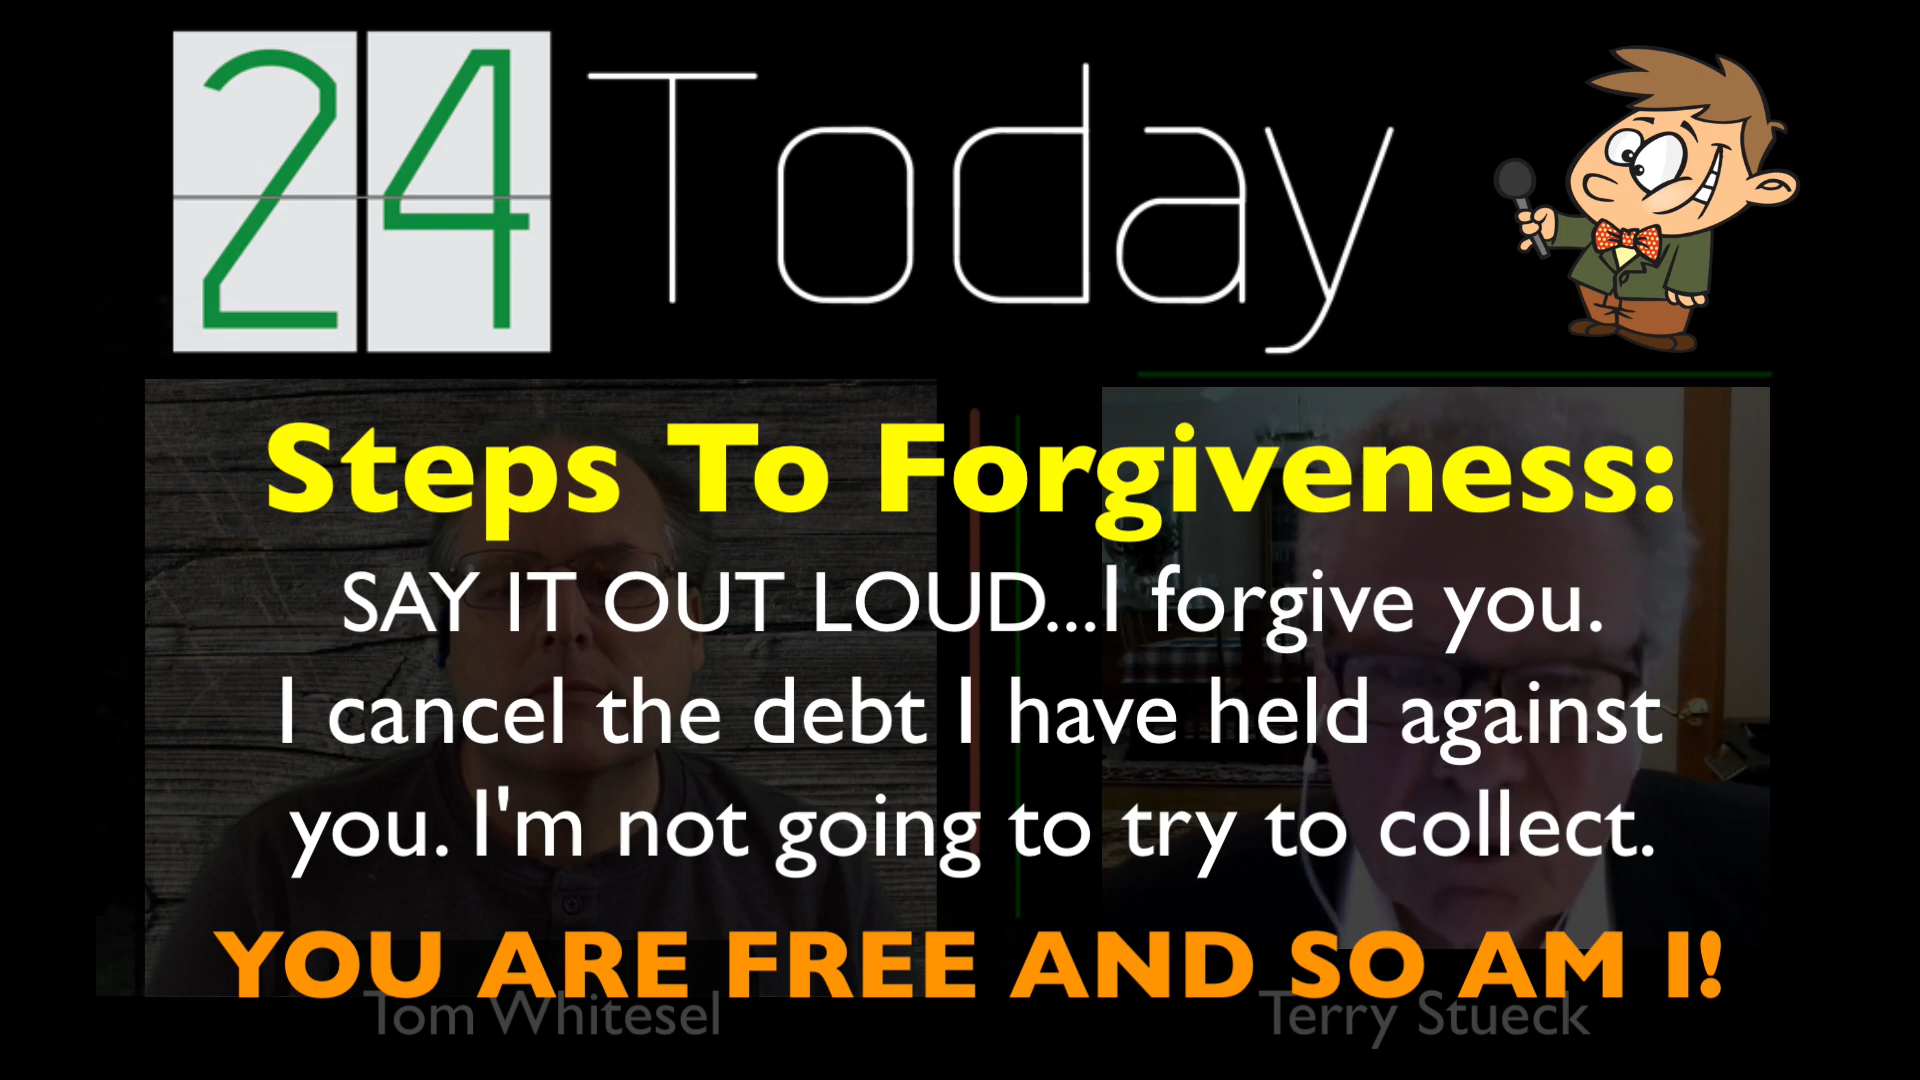 24 Today
Steps To Forgiveness:
SAY IT OUT LOUD...I forgive you.
I cancel the debt I have held against
you. I'm not going to try to collect.
YOU ARE FREE AND SO AM I!
Tom Whitesel
Terry Stueck